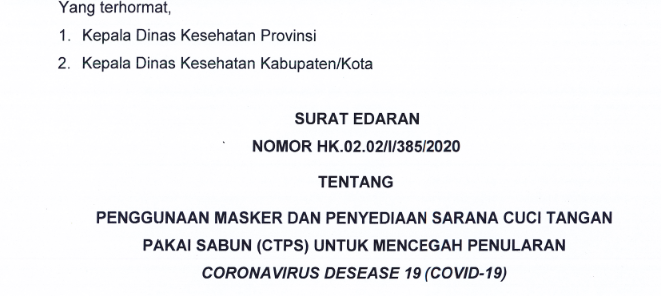 Yang terhormat,
1. Kepala Dinas Kesehatan Provinsi
2. Kepala Dinas Kesehatan Kabupaten/Kota
SURAT EDARAN
NOMOR HK.02.02/I/385/2020
TENTANG
PENGGUNAAN MASKER DAN PENYEDIAAN SARANA CUCI TANGAN
PAKAI SABUN (CTPS) UNTUK MENCEGAH PENULARAN
CORONAVIRUS DESEASE 19 (COVID-19)